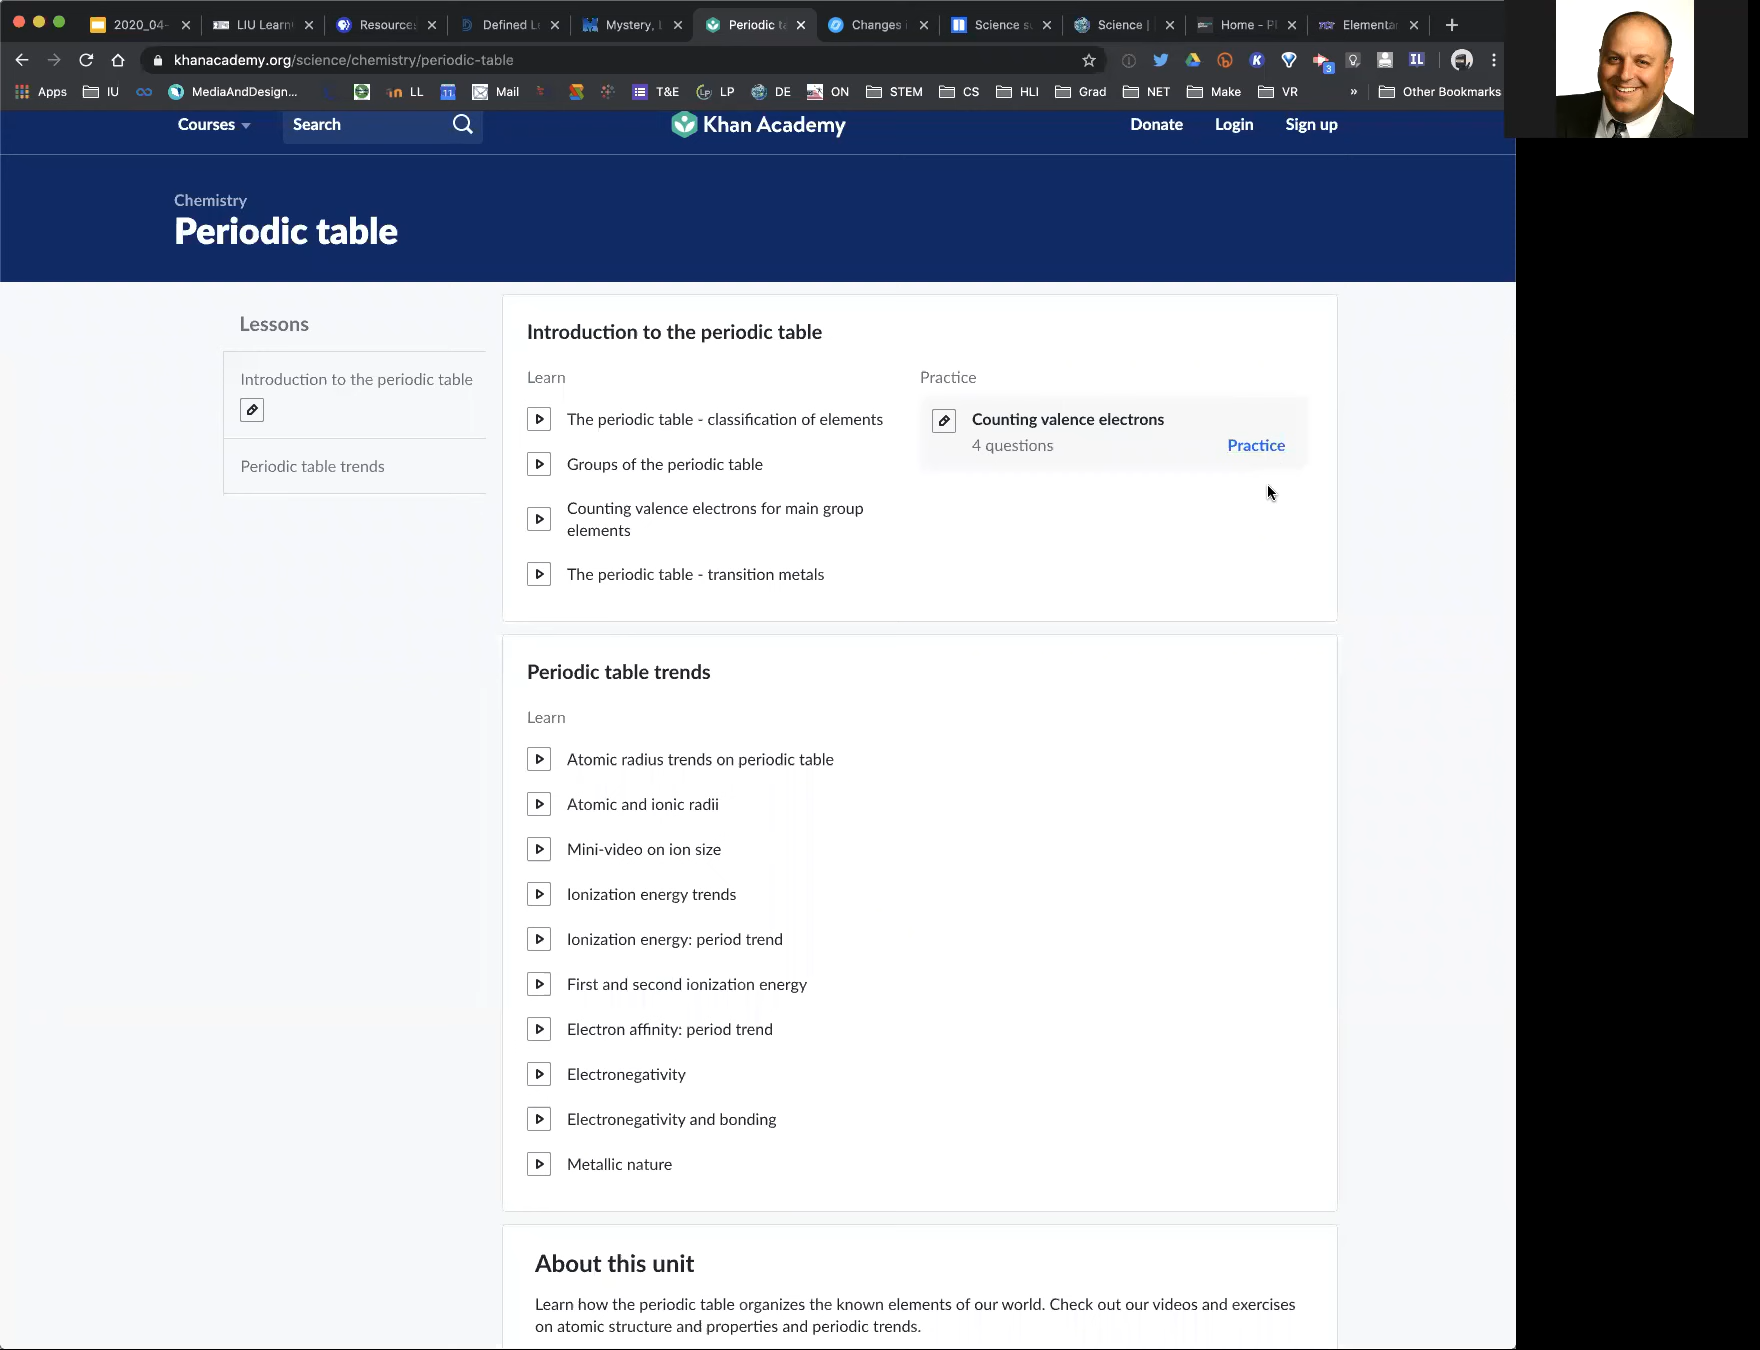 2020_04-
LIU Learn
Resource
Defined Le
Mystery, L
Periodic ta
Changes i
Science su
Science |
Home - Pl
Elementar
khanacademy.org/science/chemistry/periodic-table
3
IL
Apps
IU
MediaAndDesign...
LL
11
Mail
T&E
LP
DE
ON
STEM
CS
HLI
Grad
NET
Make
VR
»
Other Bookmarks
Courses
Search
Khan Academy
Donate
Login
Sign up
Chemistry
Periodic table
Lessons
Introduction to the periodic table
Periodic table trends
Introduction to the periodic table
Learn
The periodic table - classification of elements
Groups of the periodic table
Counting valence electrons for main group
elements
The periodic table - transition metals
Practice
Counting valence electrons
4 questions
Practice
Periodic table trends
Learn
Atomic radius trends on periodic table
Atomic and ionic radii
Mini-video on ion size
Ionization energy trends
Ionization energy: period trend
First and second ionization energy
Electron affinity: period trend
Electronegativity
Electronegativity and bonding
Metallic nature
About this unit
Learn how the periodic table organizes the known elements of our world. Check out our videos and exercises
on atomic structure and properties and periodic trends.